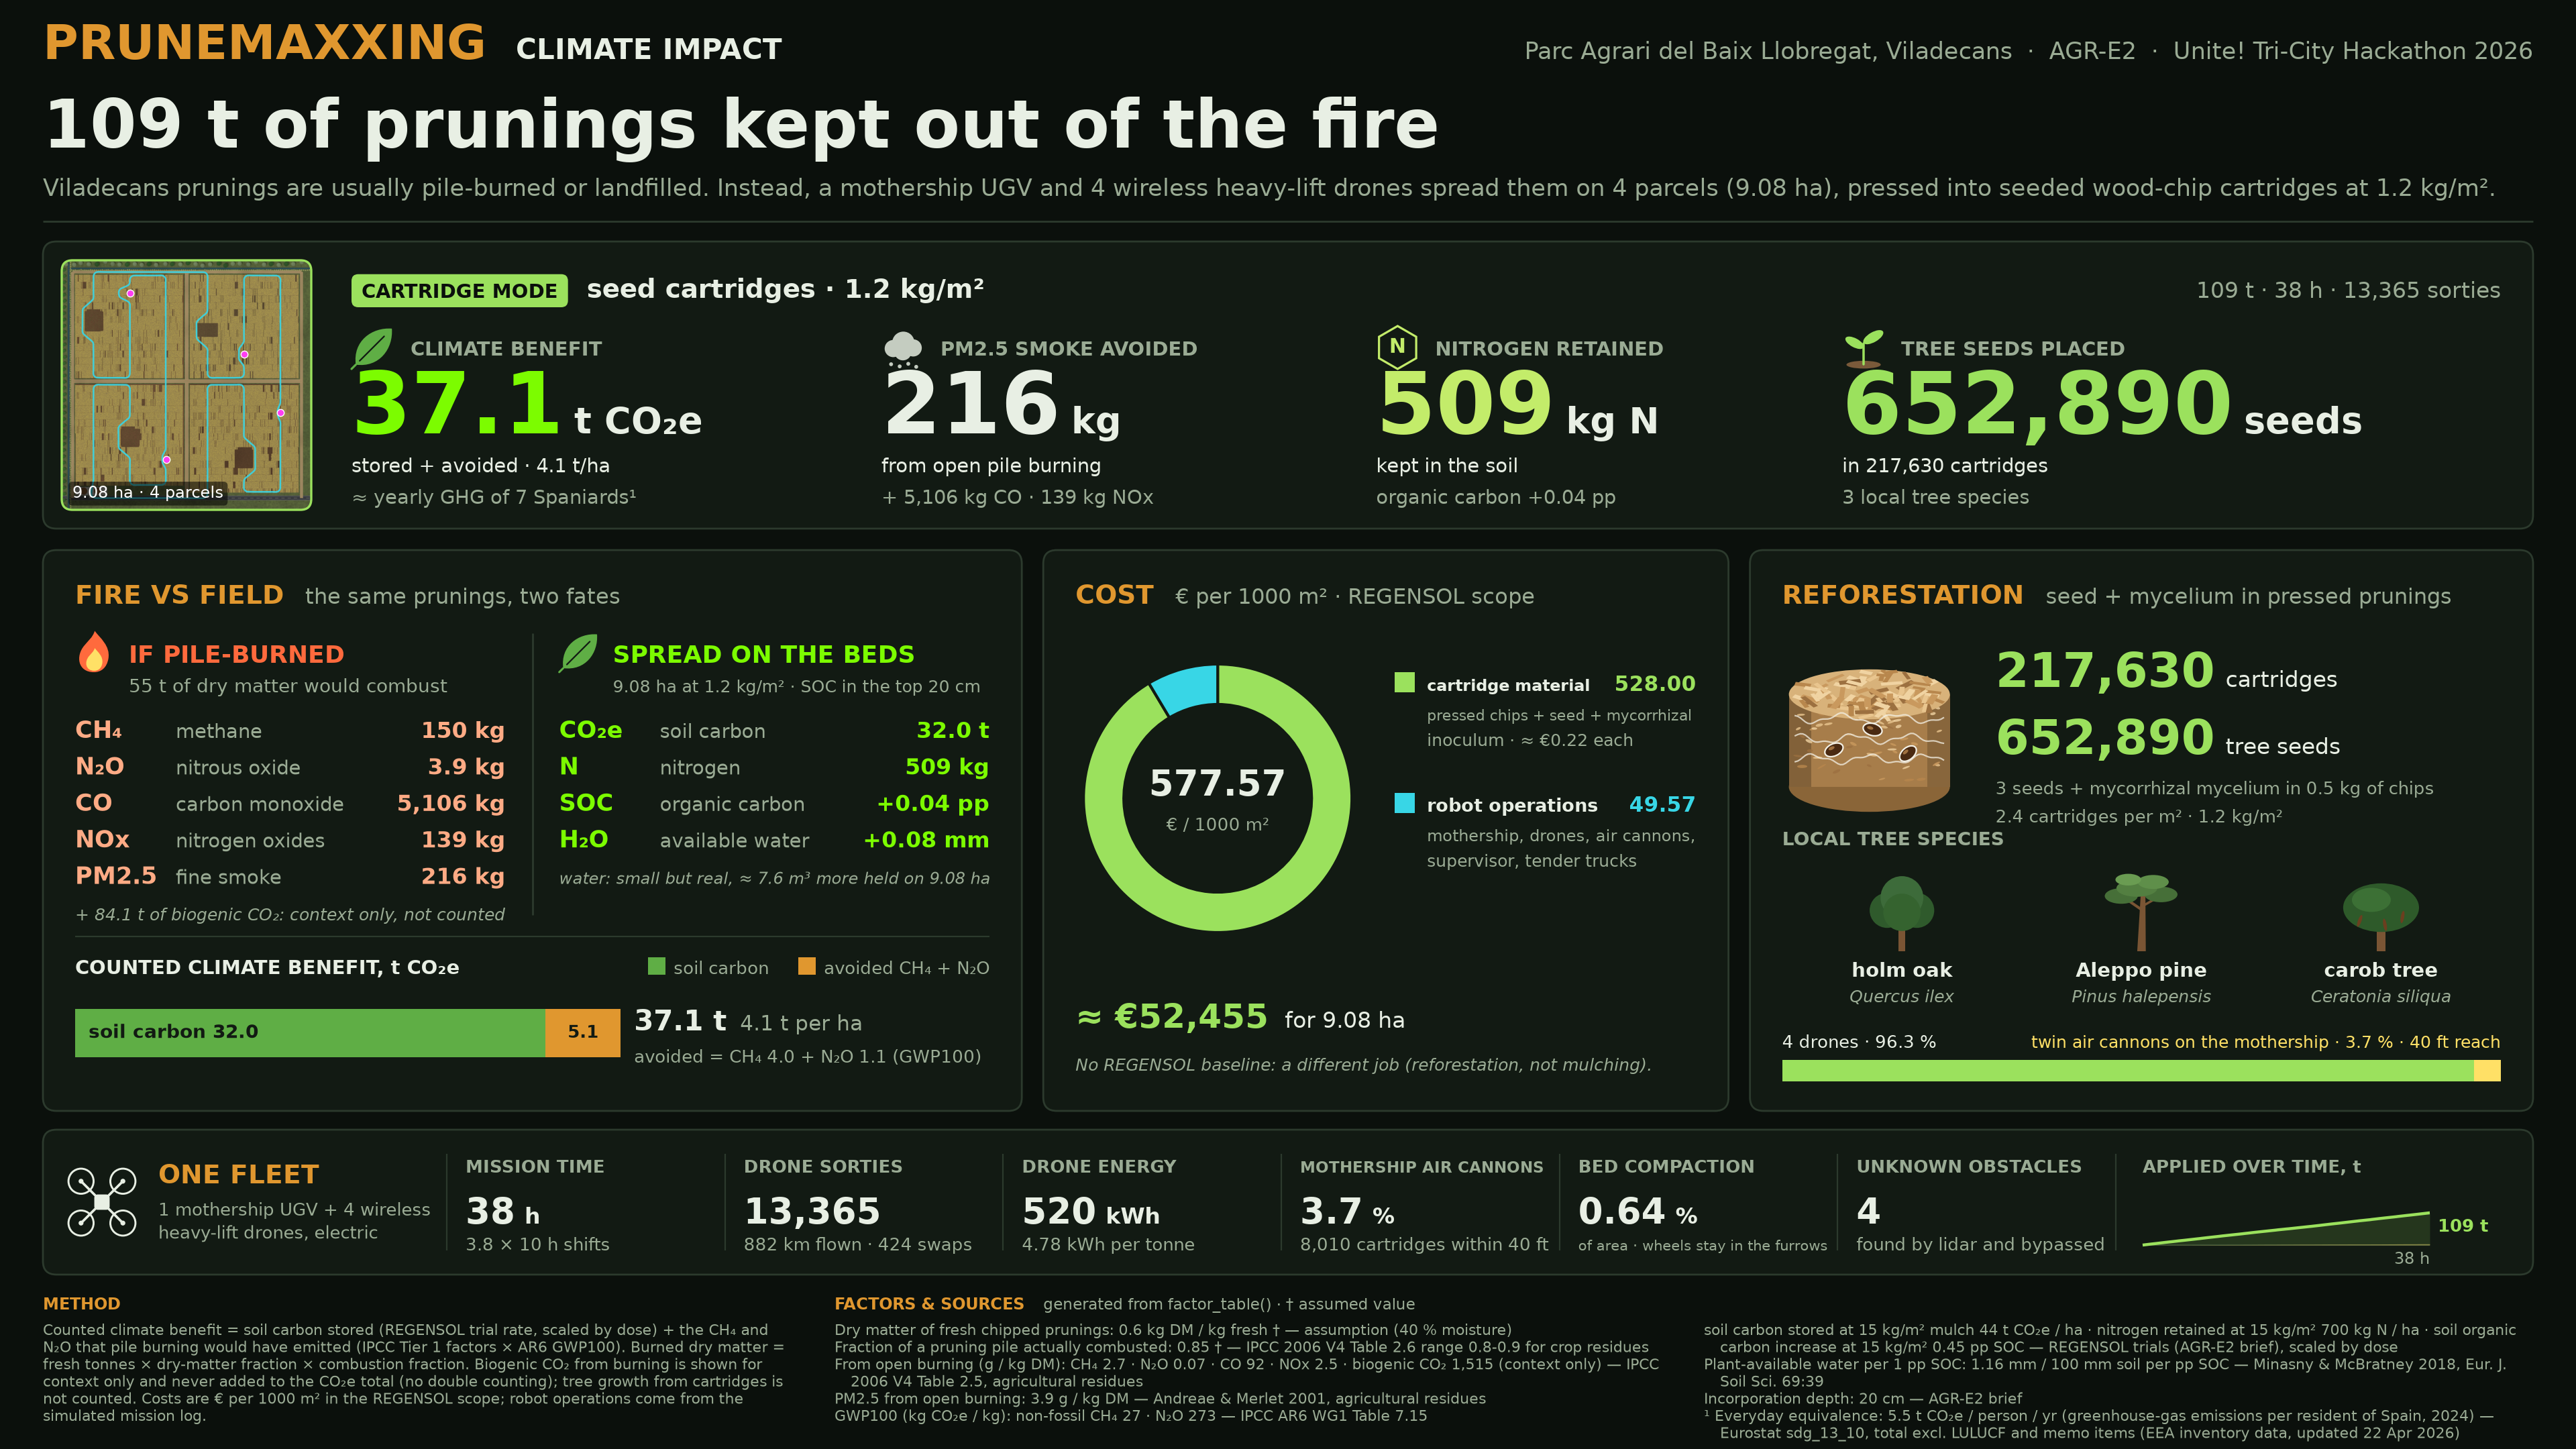 PRUNEMAXXING CLIMATE IMPACT
Parc Agrari del Baix Llobregat, Viladecans · AGR-E2 · Unite! Tri-City Hackathon 2026
109 t of prunings kept out of the fire
Viladecans prunings are usually pile-burned or landfilled. Instead, a mothership UGV and 4 wireless heavy-lift drones spread them on 4 parcels (9.08 ha), pressed into seeded wood-chip cartridges at 1.2 kg/m².
9.08 ha · 4 parcels
CARTRIDGE MODE seed cartridges · 1.2 kg/m²
109 t · 38 h · 13,365 sorties
CLIMATE BENEFIT
37.1 t CO₂e
stored + avoided · 4.1 t/ha
≈ yearly GHG of 7 Spaniards¹
PM2.5 SMOKE AVOIDED
216 kg
from open pile burning
+ 5,106 kg CO · 139 kg NOx
N
NITROGEN RETAINED
509 kg N
kept in the soil
organic carbon +0.04 pp
TREE SEEDS PLACED
652,890 seeds
in 217,630 cartridges
3 local tree species
FIRE VS FIELD the same prunings, two fates
IF PILE-BURNED
55 t of dry matter would combust
CH₄ methane 150 kg
N₂O nitrous oxide 3.9 kg
CO carbon monoxide 5,106 kg
NOx nitrogen oxides 139 kg
PM2.5 fine smoke 216 kg
+ 84.1 t of biogenic CO₂: context only, not counted
SPREAD ON THE BEDS
9.08 ha at 1.2 kg/m² · SOC in the top 20 cm
CO₂e soil carbon 32.0 t
N nitrogen 509 kg
SOC organic carbon +0.04 pp
H₂O available water +0.08 mm
water: small but real, ≈ 7.6 m³ more held on 9.08 ha
COUNTED CLIMATE BENEFIT, t CO₂e
soil carbon avoided CH₄ + N₂O
soil carbon 32.0 5.1
37.1 t 4.1 t per ha
avoided = CH₄ 4.0 + N₂O 1.1 (GWP100)
COST € per 1000 m² · REGENSOL scope
577.57
€ / 1000 m²
cartridge material 528.00
pressed chips + seed + mycorrhizal
inoculum · ≈ €0.22 each
robot operations 49.57
mothership, drones, air cannons,
supervisor, tender trucks
≈ €52,455 for 9.08 ha
No REGENSOL baseline: a different job (reforestation, not mulching).
REFORESTATION seed + mycelium in pressed prunings
217,630 cartridges
652,890 tree seeds
3 seeds + mycorrhizal mycelium in 0.5 kg of chips
2.4 cartridges per m² · 1.2 kg/m²
LOCAL TREE SPECIES
holm oak
Quercus ilex
Aleppo pine
Pinus halepensis
carob tree
Ceratonia siliqua
4 drones · 96.3 %
twin air cannons on the mothership · 3.7 % · 40 ft reach
ONE FLEET
1 mothership UGV + 4 wireless
heavy-lift drones, electric
MISSION TIME
38 h
3.8 × 10 h shifts
DRONE SORTIES
13,365
882 km flown · 424 swaps
DRONE ENERGY
520 kWh
4.78 kWh per tonne
MOTHERSHIP AIR CANNONS
3.7 %
8,010 cartridges within 40 ft
BED COMPACTION
0.64 %
of area · wheels stay in the furrows
UNKNOWN OBSTACLES
4
found by lidar and bypassed
APPLIED OVER TIME, t
109 t
38 h
METHOD
Counted climate benefit = soil carbon stored (REGENSOL trial rate, scaled by dose) + the CH₄ and
N₂O that pile burning would have emitted (IPCC Tier 1 factors × AR6 GWP100). Burned dry matter =
fresh tonnes × dry-matter fraction × combustion fraction. Biogenic CO₂ from burning is shown for
context only and never added to the CO₂e total (no double counting); tree growth from cartridges is
not counted. Costs are € per 1000 m² in the REGENSOL scope; robot operations come from the
simulated mission log.
FACTORS & SOURCES generated from factor_table() · † assumed value
Dry matter of fresh chipped prunings: 0.6 kg DM / kg fresh † — assumption (40 % moisture)
Fraction of a pruning pile actually combusted: 0.85 † — IPCC 2006 V4 Table 2.6 range 0.8-0.9 for crop residues
From open burning (g / kg DM): CH₄ 2.7 · N₂O 0.07 · CO 92 · NOx 2.5 · biogenic CO₂ 1,515 (context only) — IPCC
2006 V4 Table 2.5, agricultural residues
PM2.5 from open burning: 3.9 g / kg DM — Andreae & Merlet 2001, agricultural residues
GWP100 (kg CO₂e / kg): non-fossil CH₄ 27 · N₂O 273 — IPCC AR6 WG1 Table 7.15
soil carbon stored at 15 kg/m² mulch 44 t CO₂e / ha · nitrogen retained at 15 kg/m² 700 kg N / ha · soil organic
carbon increase at 15 kg/m² 0.45 pp SOC — REGENSOL trials (AGR-E2 brief), scaled by dose
Plant-available water per 1 pp SOC: 1.16 mm / 100 mm soil per pp SOC — Minasny & McBratney 2018, Eur. J.
Soil Sci. 69:39
Incorporation depth: 20 cm — AGR-E2 brief
¹ Everyday equivalence: 5.5 t CO₂e / person / yr (greenhouse-gas emissions per resident of Spain, 2024) —
Eurostat sdg_13_10, total excl. LULUCF and memo items (EEA inventory data, updated 22 Apr 2026)